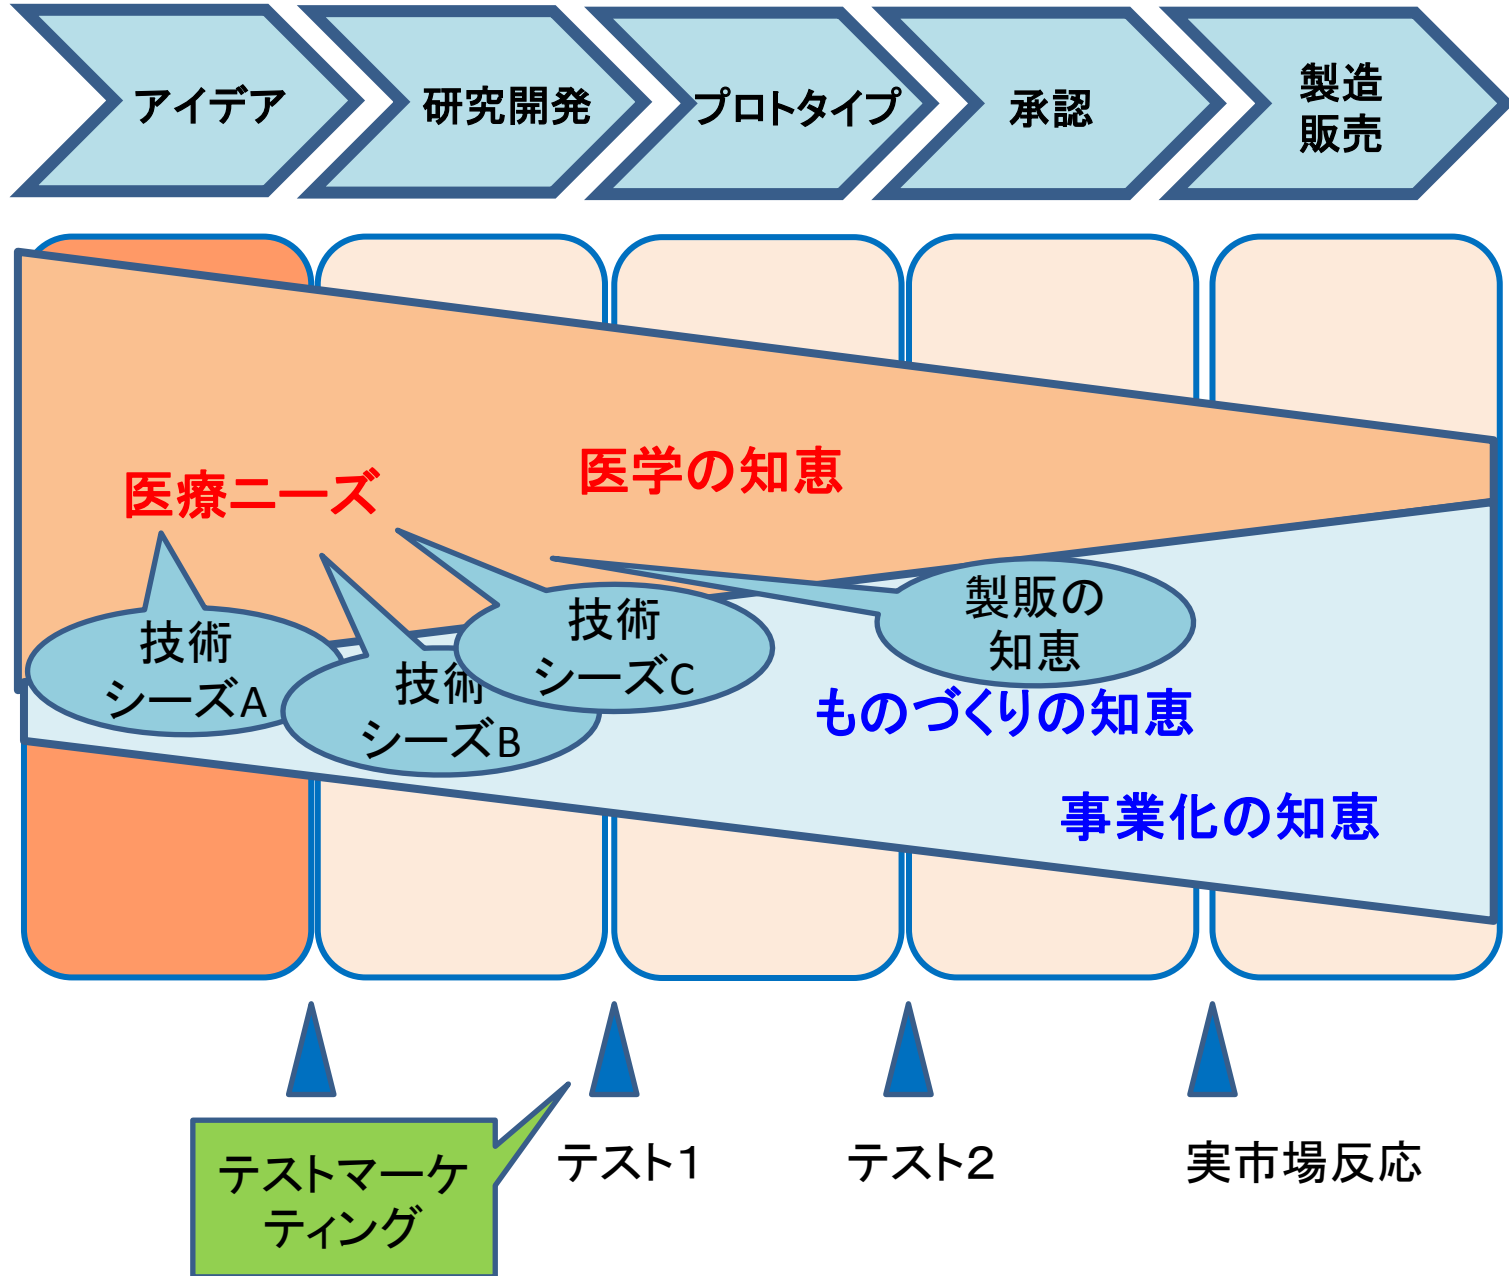 アイデア
研究開発
プロトタイプ
承認
製造
販売
医療ニーズ
医学の知恵
技術
シーズA
技術
シーズB
技術
シーズC
製販の
知恵
ものづくりの知恵
事業化の知恵
テストマーケ
ティング
テスト１
テスト２
実市場反応